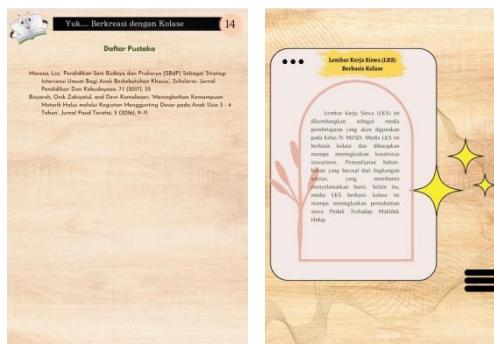 Yuk.... Berkreasi dengan Kolase
14
Daftar Pustaka
Mareza, Lia, 'Pendidikan Seni Budaya dan Prakarya (SBdP) Sebagai Strategi
Intervensi Umum Bagi Anak Berkebutuhan Khusus', Scholaria: Jurnal
Pendidikan Dan Kebudayaan, 7.1 (2017), 35
Bisyarah, Onik Zakiyatul, and Dewi Komalasari, 'Meningkatkan Kemampuan
Motorik Halus melalui Kegiatan Menggunting Dasar pada Anak Usia 3 - 4
Tahun', Jurnal Paud Teratai, 5 (2016), 9-11
Lembar Kerja Siswa (LKS)
Berbasis Kolase
Lembar Kerja Siswa (LKS) ini
dikembangkan sebagai media
pembelajaran yang akan digunakan
pada Kelas IV MI/SD. Media LKS ini
berbasis kolase dan diharapkan
mampu meningkatkan kreativitas
siswa/siswi. Pemanfaatan bahan-
bahan yang berasal dari lingkungan
sekitar, yang membantu
menyelamatkan bumi. Selain itu,
media LKS berbasis kolase ini
mampu meningkatkan pemahaman
siswa Peduli Terhadap Makhluk
Hidup